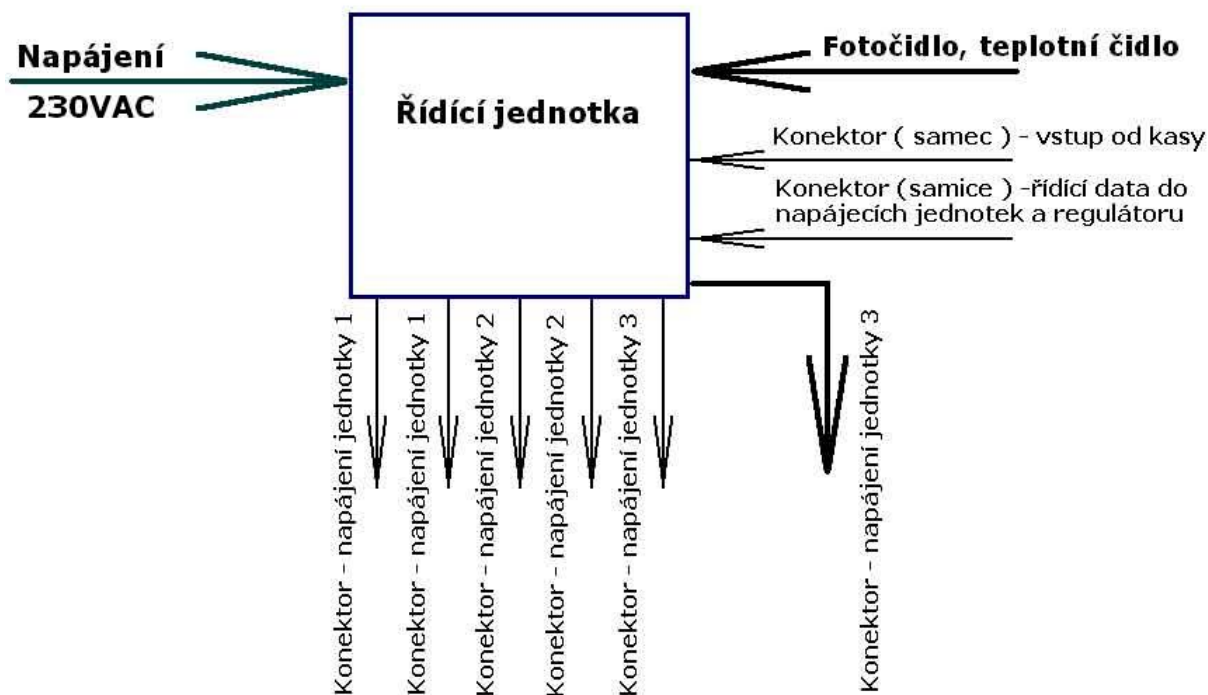 Napájení
230VAC
Řídící jednotka
Fotočidlo, teplotní čidlo
Konektor ( samec ) - vstup od kasy
Konektor (samice ) -řídící data do
napájecích jednotek a regulátoru
Konektor - napájení jednotky 1
Konektor - napájení jednotky 1
Konektor - napájení jednotky 2
Konektor - napájení jednotky 2
Konektor - napájení jednotky 3
Konektor - napájení jednotky 3